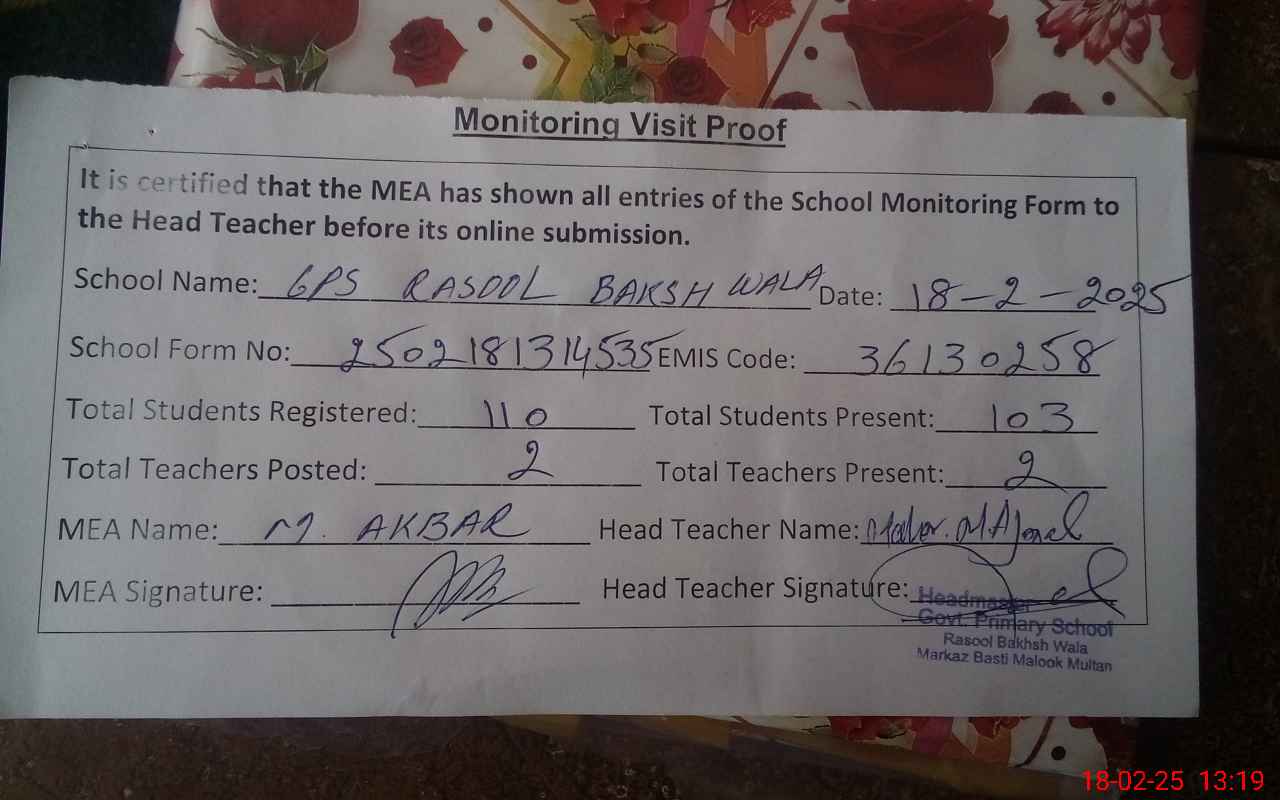 Monitoring Visit Proof
It is certified that the MEA has shown all entries of the School Monitoring Form to
the Head Teacher before its online submission.
School Name: GPS RASOOL BAKSH WALA Date: 18-2-2025
School Form No: 2502181314535 EMIS Code: 36130258
Total Students Registered: 110 Total Students Present: 103
Total Teachers Posted: 2 Total Teachers Present: 2
MEA Name: M. AKBAR Head Teacher Name: M Ajmal
MEA Signature: Head Teacher Signature:
Headmaster
Govt. Primary School
Rasool Bakhsh Wala
Markaz Basti Malook Multan
18-02-25 13:19